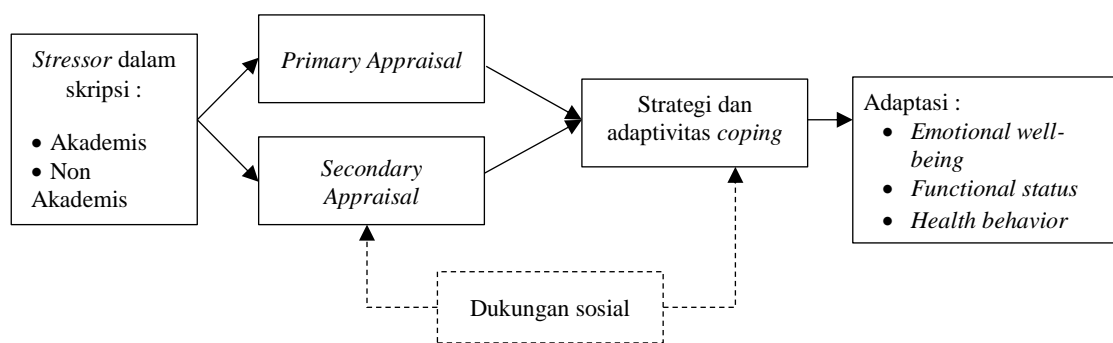 Stressor dalam
skripsi :
• Akademis
• Non
Akademis
Primary Appraisal
Secondary
Appraisal
Strategi dan
adaptivitas coping
Adaptasi :
• Emotional well-
being
• Functional status
• Health behavior
Dukungan sosial